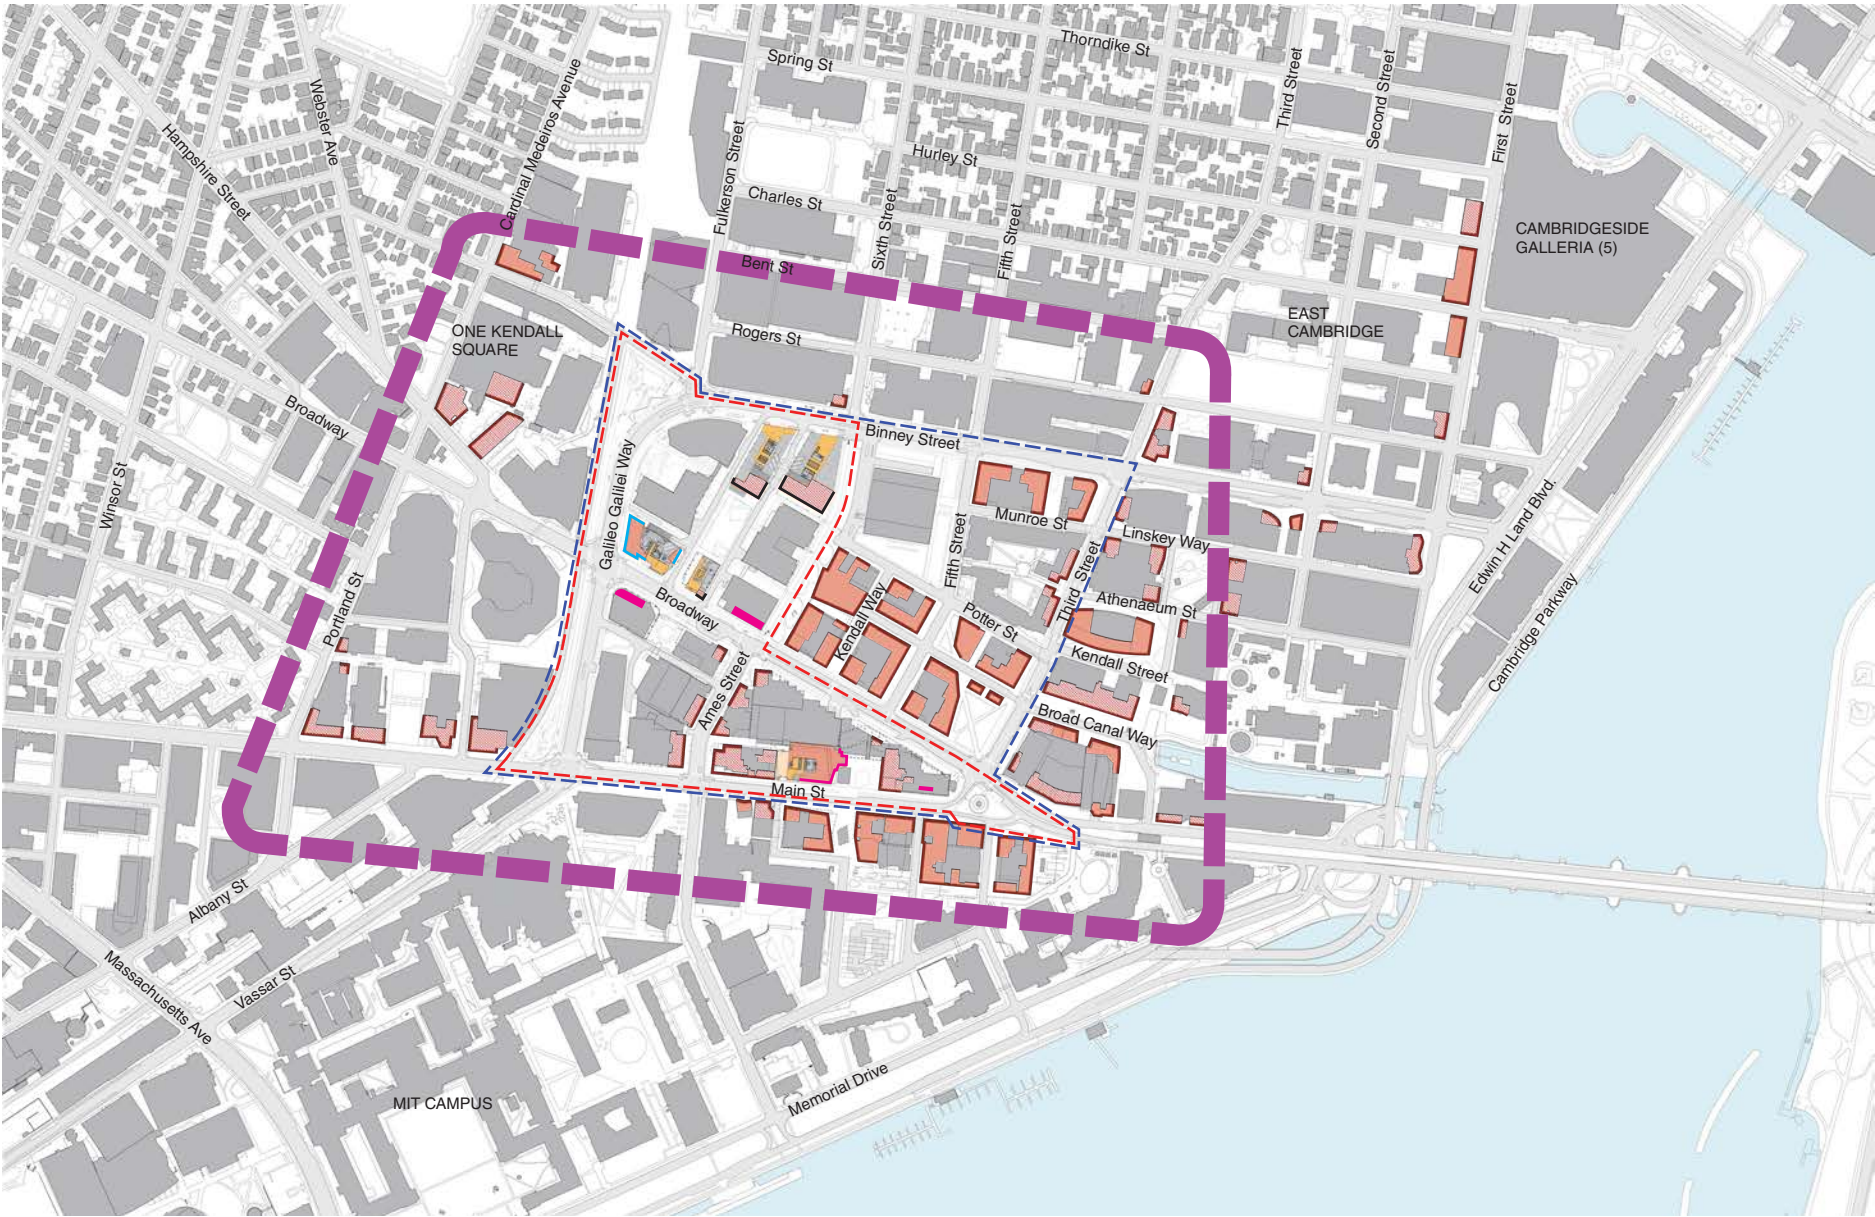 Thorndike St
Spring St
Webster Ave
Cardinal Medeiros Avenue
Third Street
Second Street
First Street
Hampshire Street
Fulkerson Street
Hurley St
Charles St
Sixth Street
Fifth Street
CAMBRIDGESIDE
GALLERIA (5)
Bent St
ONE KENDALL
SQUARE
Rogers St
EAST
CAMBRIDGE
Broadway
Binney Street
Winsor St
Galileo Galilei Way
Munroe St
Linskey Way
Edwin H Land Blvd.
Fifth Street
Third Street
Portland St
Broadway
Kendall Way
Potter St
Athenaeum St
Cambridge Parkway
Kendall Street
Ames Street
Broad Canal Way
Main St
Albany St
Massachusetts Ave
Vassar St
Memorial Drive
MIT CAMPUS